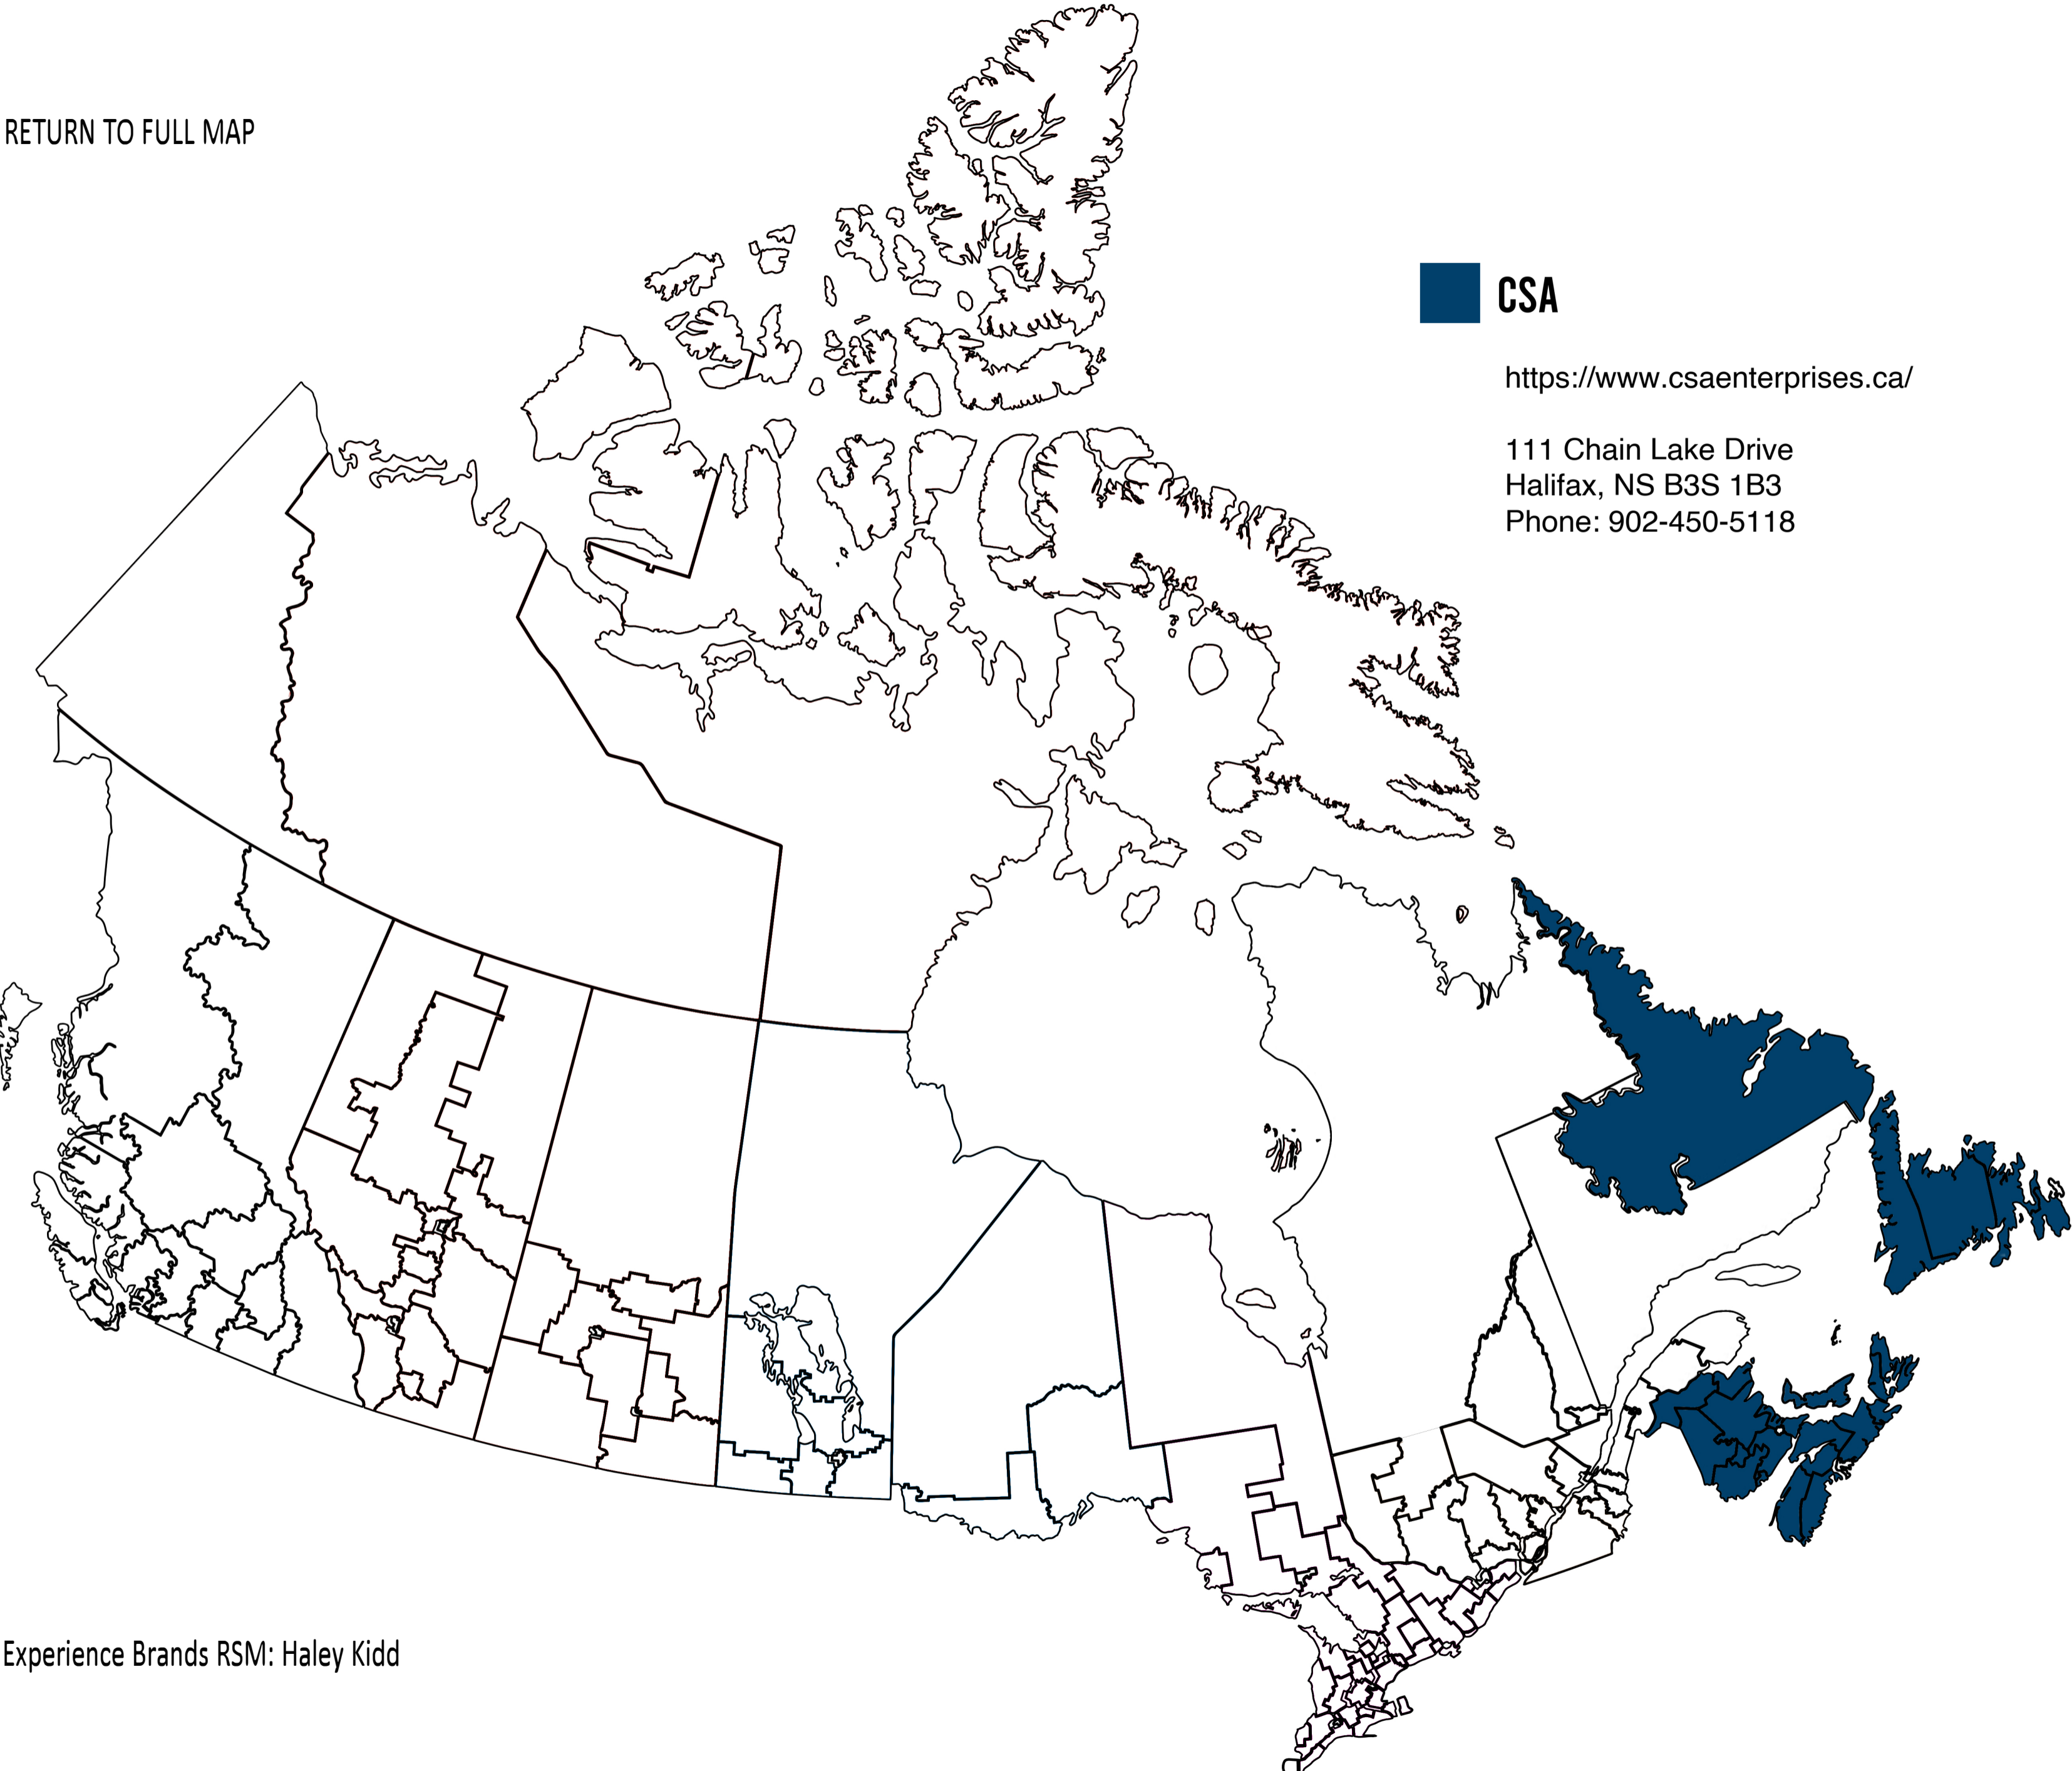 RETURN TO FULL MAP
CSA
https://www.csaenterprises.ca/
111 Chain Lake Drive
Halifax, NS B3S 1B3
Phone: 902-450-5118
Experience Brands RSM: Haley Kidd